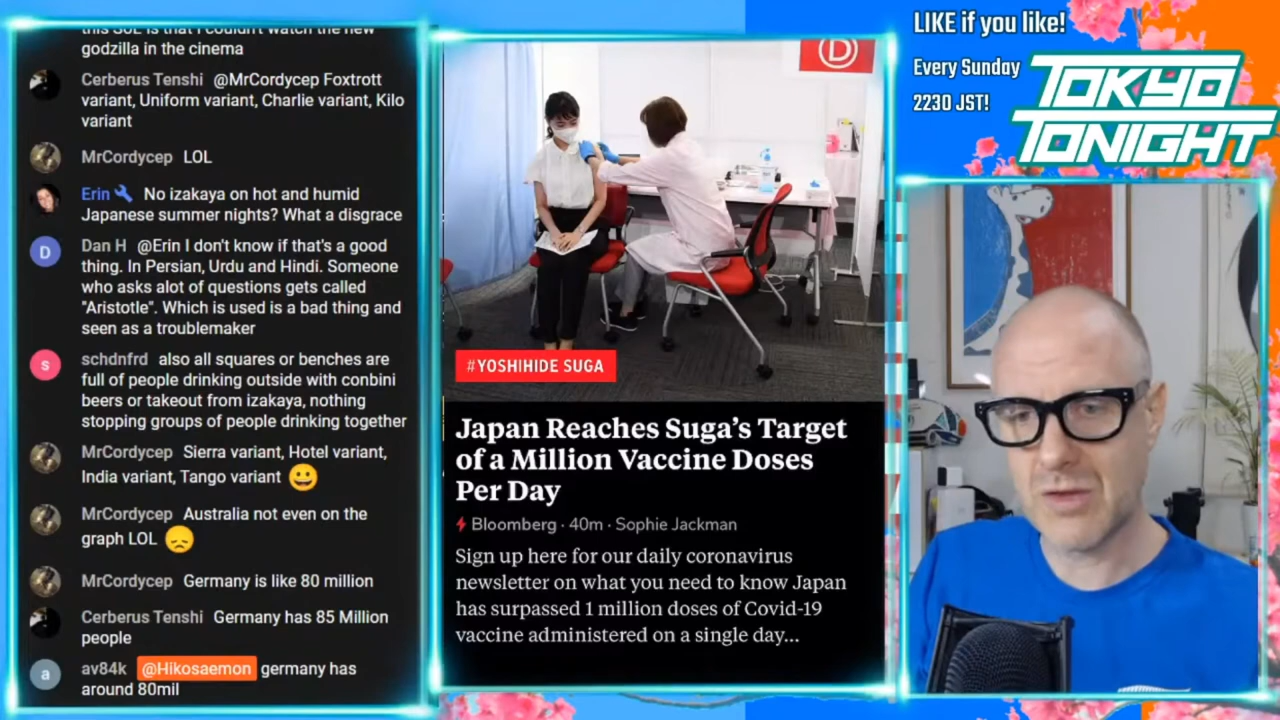 this SoE is that I couldn't watch the new
godzilla in the cinema
Cerberus Tenshi @MrCordycep Foxtrott
variant, Uniform variant, Charlie variant, Kilo
variant
MrCordycep LOL
Erin No izakaya on hot and humid
Japanese summer nights? What a disgrace
D
Dan H @Erin I don't know if that's a good
thing. In Persian, Urdu and Hindi. Someone
who asks alot of questions gets called
"Aristotle". Which is used is a bad thing and
seen as a troublemaker
s
schdnfrd also all squares or benches are
full of people drinking outside with conbini
beers or takeout from izakaya, nothing
stopping groups of people drinking together
MrCordycep Sierra variant, Hotel variant,
India variant, Tango variant 😀
MrCordycep Australia not even on the
graph LOL 😞
MrCordycep Germany is like 80 million
Cerberus Tenshi Germany has 85 Million
people
a
av84k @Hikosaemon germany has
around 80mil
D
#YOSHIHIDE SUGA
Japan Reaches Suga's Target
of a Million Vaccine Doses
Per Day
Bloomberg · 40m · Sophie Jackman
Sign up here for our daily coronavirus
newsletter on what you need to know Japan
has surpassed 1 million doses of Covid-19
vaccine administered on a single day...
LIKE if you like!
Every Sunday
2230 JST!
TOKYO
TONIGHT